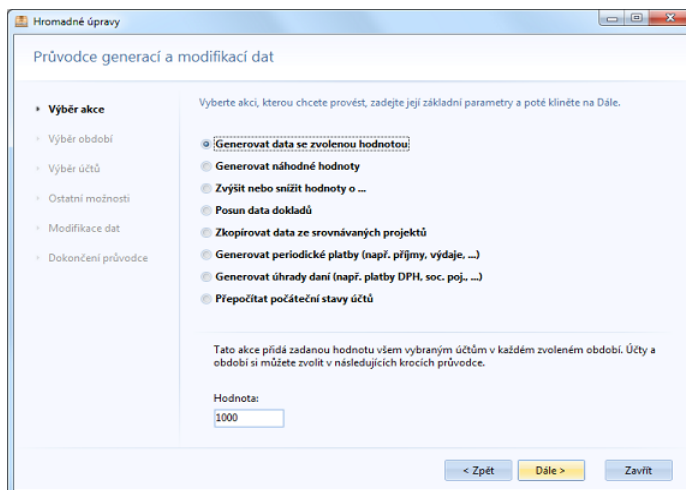 Hromadné úpravy
Průvodce generací a modifikací dat
Výběr akce
Výběr období
Výběr účtů
Ostatní možnosti
Modifikace dat
Dokončení průvodce
Vyberte akci, kterou chcete provést, zadejte její základní parametry a poté klikněte na Dále.
Generovat data se zvolenou hodnotou
Generovat náhodné hodnoty
Zvýšit nebo snížit hodnoty o ...
Posun data dokladů
Zkopírovat data ze srovnávaných projektů
Generovat periodické platby (např. příjmy, výdaje, ...)
Generovat úhrady daní (např. platby DPH, soc. poj., ...)
Přepočítat počáteční stavy účtů
Tato akce přidá zadanou hodnotu všem vybraným účtům v každém zvoleném období. Účty a
období si můžete zvolit v následujících krocích průvodce.
Hodnota:
1000
< Zpět
Dále >
Zavřít